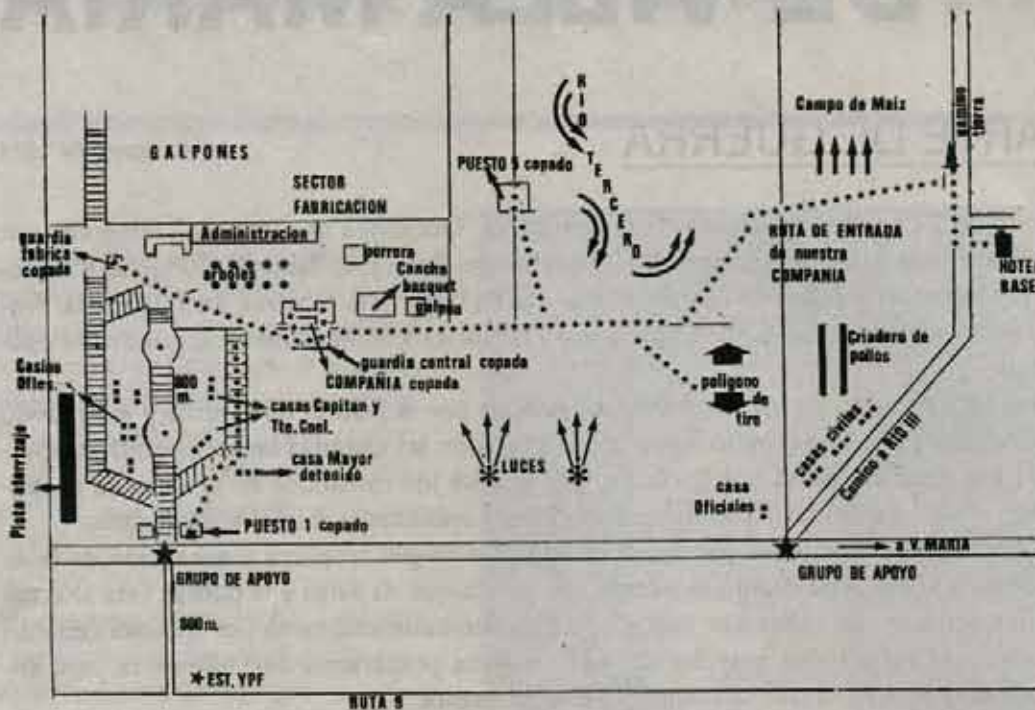 RIO TERCERO
Campo de Maiz
camino
tierra
GALPONES
PUESTO 5 copado
SECTOR
FABRICACION
guardia
fabrica
copada
Administracion
perrera
RUTA DE ENTRADA
de nuestra
COMPAÑIA
HOTEL
BASE
arboles
Cancha
basquet
galpon
guardia central copada
COMPAÑIA copada
Criadero de
pollos
Casino
Ofles.
800
m.
casas Capitan y
Tte. Cnel.
poligono
de
tiro
Pista aterrizaje
casa Mayor
detenido
LUCES
casas civiles
Camino a RIO III
casa
Oficiales
PUESTO 1 copado
a V. MARIA
GRUPO DE APOYO
GRUPO DE APOYO
300 m.
EST. YPF
RUTA 9